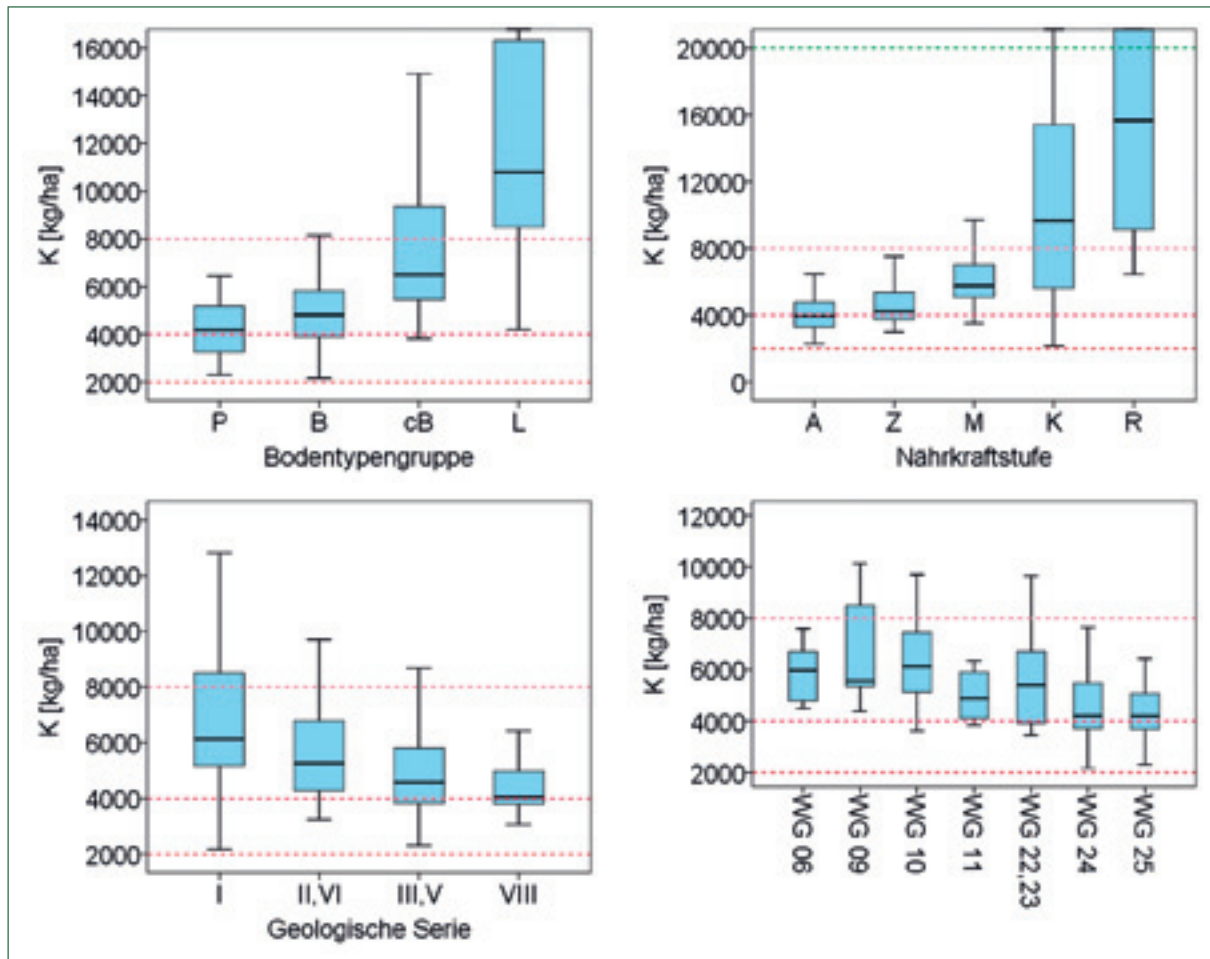 K [kg/ha]
16000
14000
12000
10000
8000
6000
4000
2000
P B cB L
Bodentypengruppe
K [kg/ha]
20000
16000
12000
8000
4000
0
A Z M K R
Nährkraftstufe
K [kg/ha]
14000
12000
10000
8000
6000
4000
2000
I II,VI III,V VIII
Geologische Serie
K [kg/ha]
12000
10000
8000
6000
4000
2000
WG 06
WG 09
WG 10
WG 11
WG 22,23
WG 24
WG 25